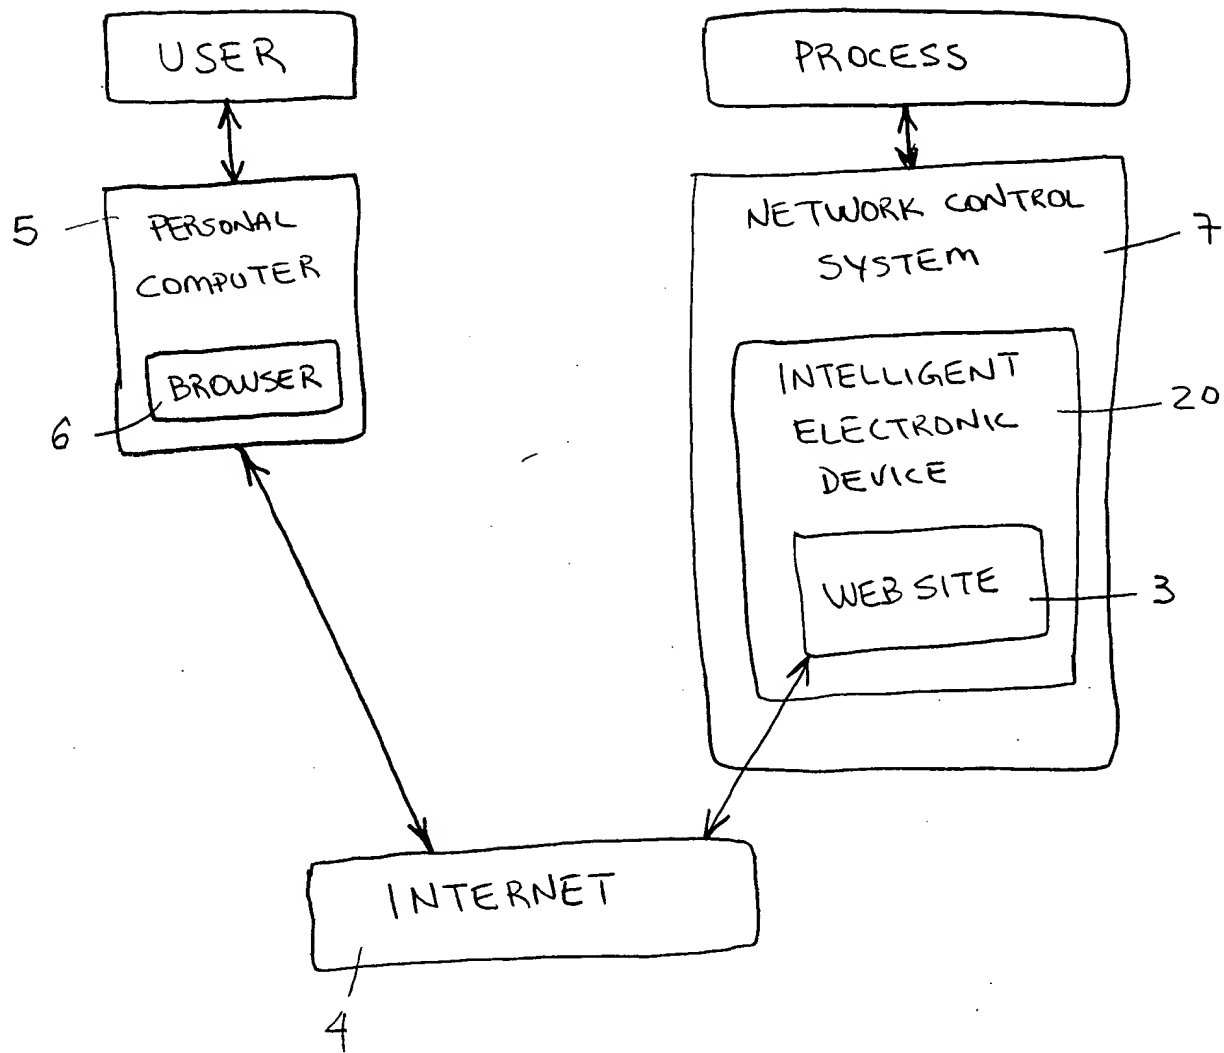 USER
PROCESS
5
PERSONAL
COMPUTER
BROWSER
6
NETWORK CONTROL
SYSTEM
7
INTELLIGENT
ELECTRONIC
DEVICE
20
WEB SITE
3
INTERNET
4